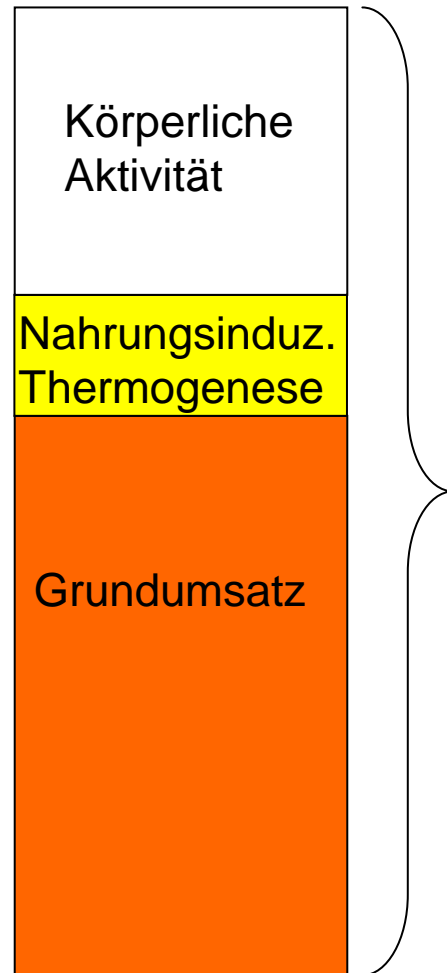 Körperliche
Aktivität
Nahrungsinduz.
Thermogenese
Grundumsatz